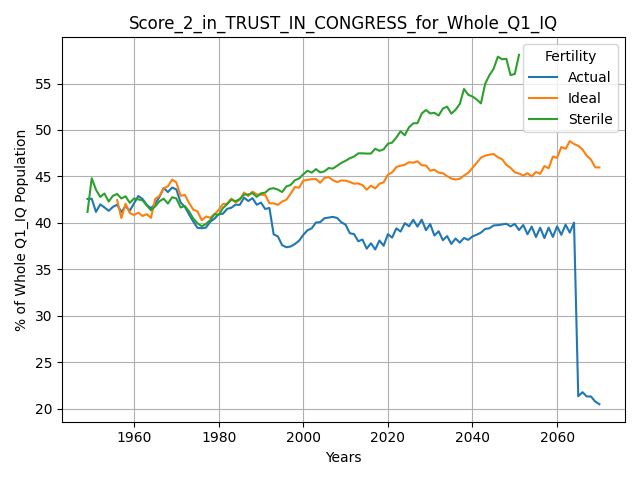 Score_2_in_TRUST_IN_CONGRESS_for_Whole_Q1_IQ
% of Whole Q1_IQ Population
55
50
45
40
35
30
25
20
Fertility
Actual
Ideal
Sterile
1960 1980 2000 2020 2040 2060
Years